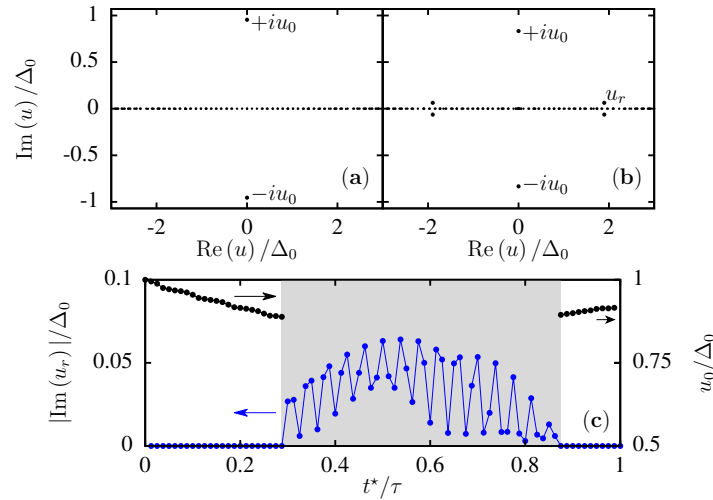 1
0.5
0
-0.5
-1
Im (u) /Δ₀
+iu₀
−iu₀
(a)
-2 0 2
Re (u) /Δ₀
+iu₀
uᵣ
−iu₀
(b)
-2 0 2
Re (u) /Δ₀
0.1
0.05
0
|Im (uᵣ) |/Δ₀
1
0.75
0.5
u₀/Δ₀
(c)
0 0.2 0.4 0.6 0.8 1
t⋆/τ